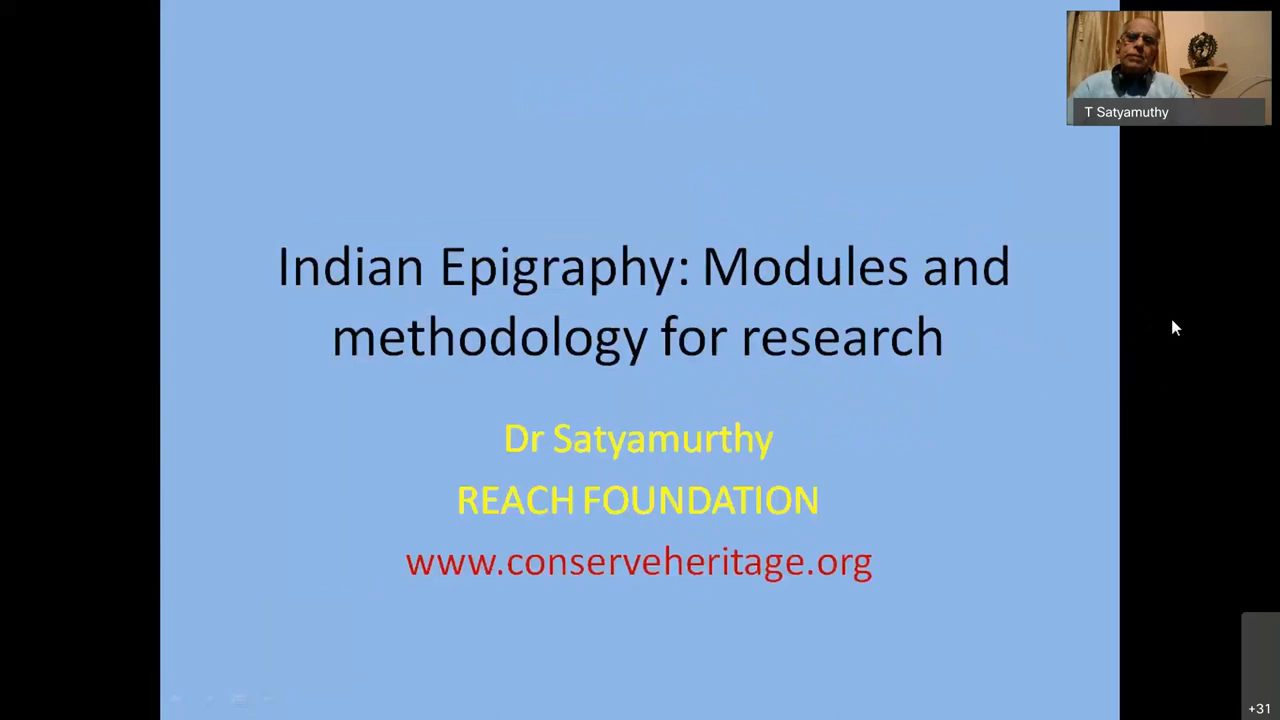 T Satyamuthy
Indian Epigraphy: Modules and
methodology for research
Dr Satyamurthy
REACH FOUNDATION
www.conserveheritage.org
+31